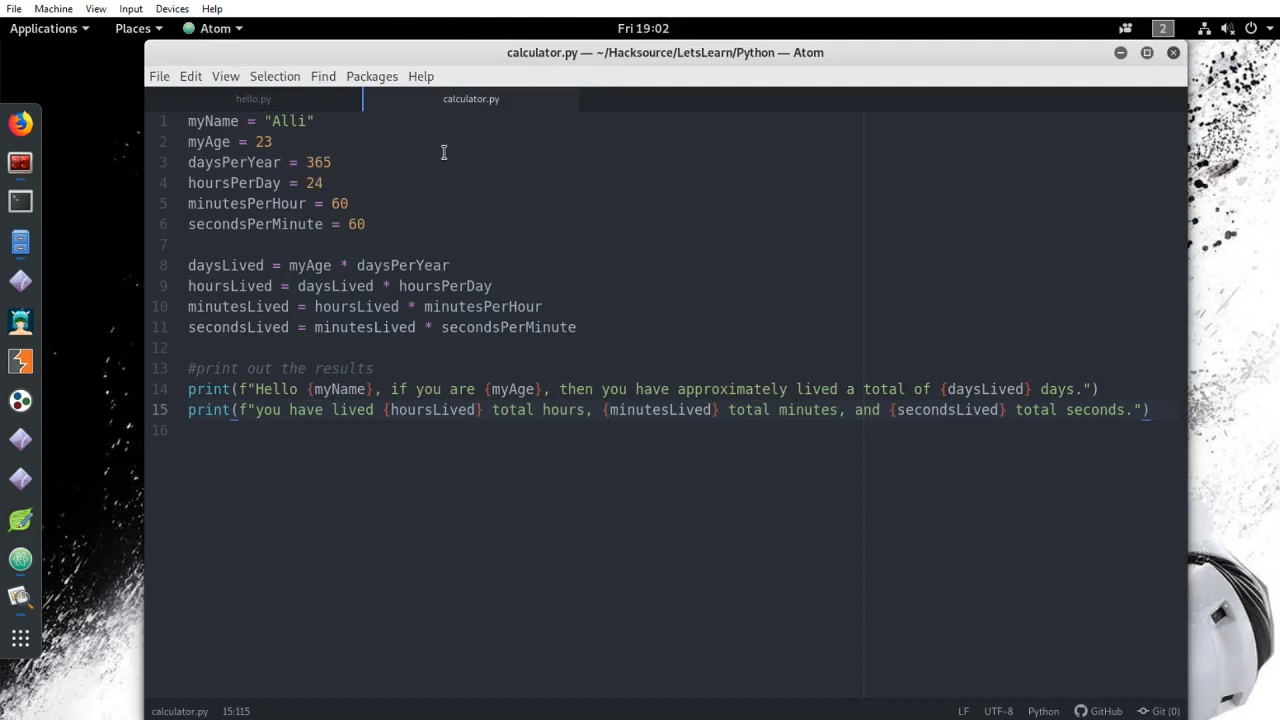 File Machine View Input Devices Help
Applications Places Atom Fri 19:02 2
calculator.py — ~/Hacksource/LetsLearn/Python — Atom
File Edit View Selection Find Packages Help
hello.py calculator.py
1 myName = "Alli"
2 myAge = 23
3 daysPerYear = 365
4 hoursPerDay = 24
5 minutesPerHour = 60
6 secondsPerMinute = 60
7
8 daysLived = myAge * daysPerYear
9 hoursLived = daysLived * hoursPerDay
10 minutesLived = hoursLived * minutesPerHour
11 secondsLived = minutesLived * secondsPerMinute
12
13 #print out the results
14 print(f"Hello {myName}, if you are {myAge}, then you have approximately lived a total of {daysLived} days.")
15 print(f"you have lived {hoursLived} total hours, {minutesLived} total minutes, and {secondsLived} total seconds.")
16
calculator.py 15:115 LF UTF-8 Python GitHub Git (0)